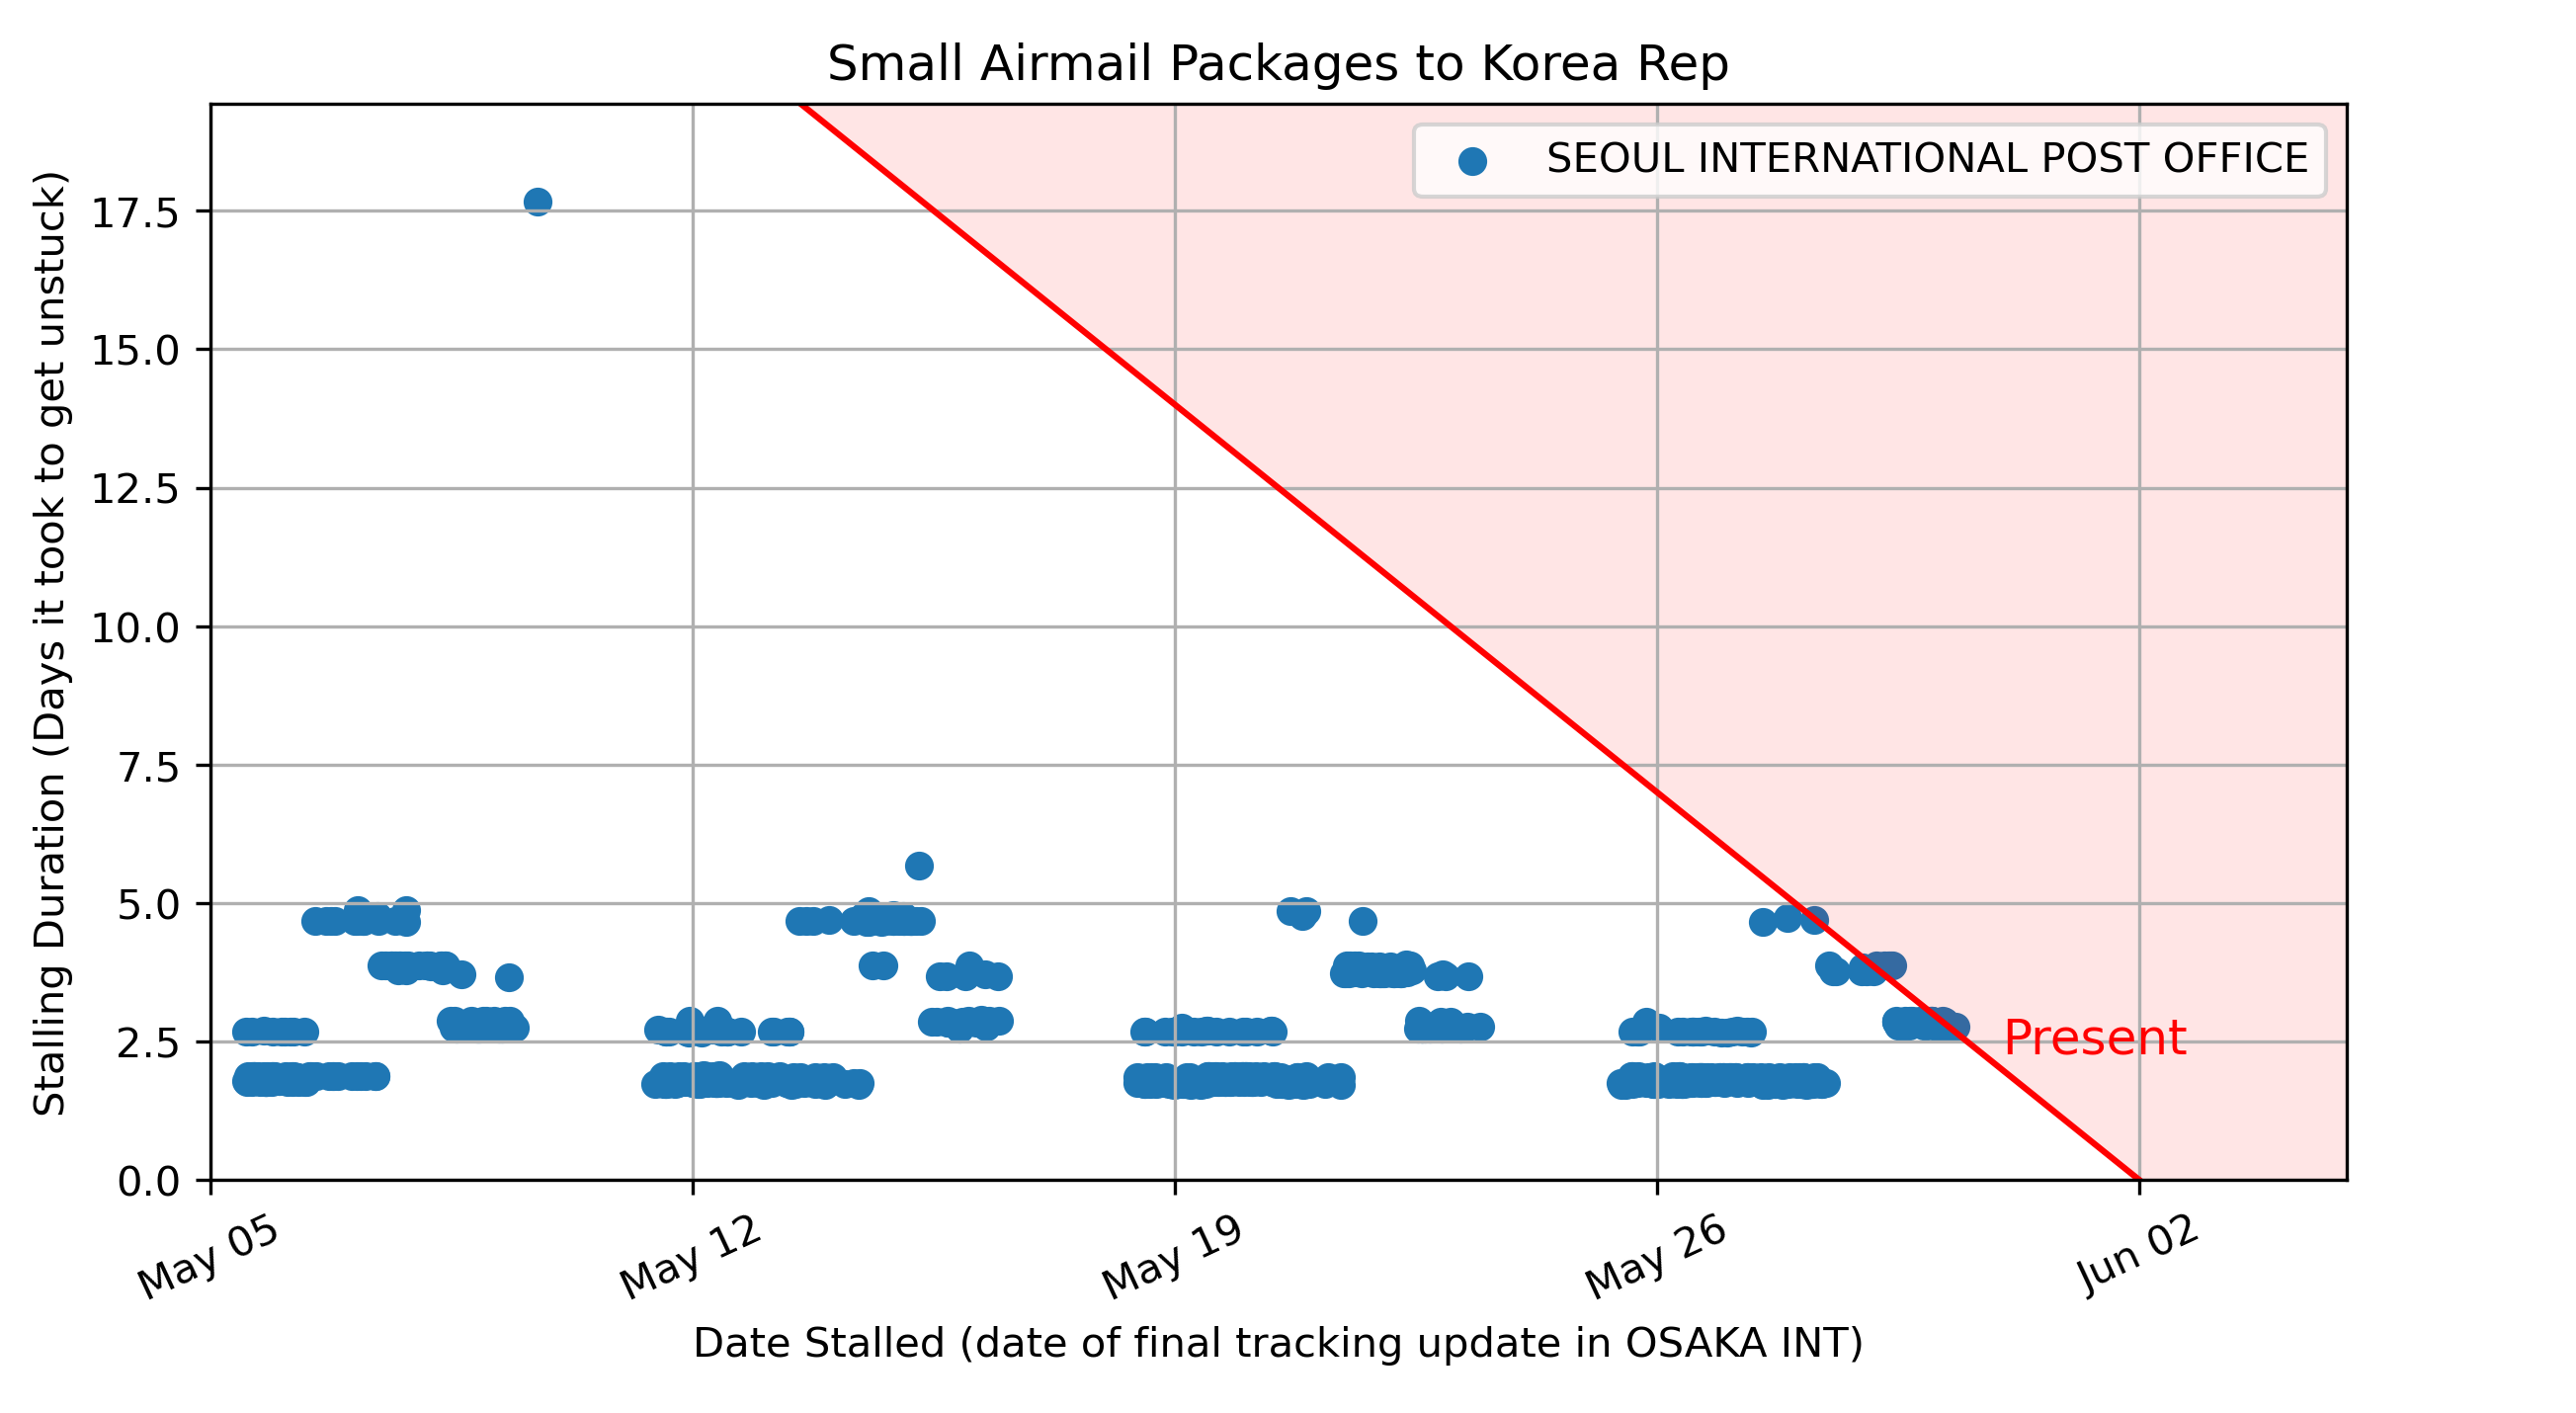 Small Airmail Packages to Korea Rep
SEOUL INTERNATIONAL POST OFFICE
Stalling Duration (Days it took to get unstuck)
17.5
15.0
12.5
10.0
7.5
5.0
2.5
0.0
Present
May 05
May 12
May 19
May 26
Jun 02
Date Stalled (date of final tracking update in OSAKA INT)